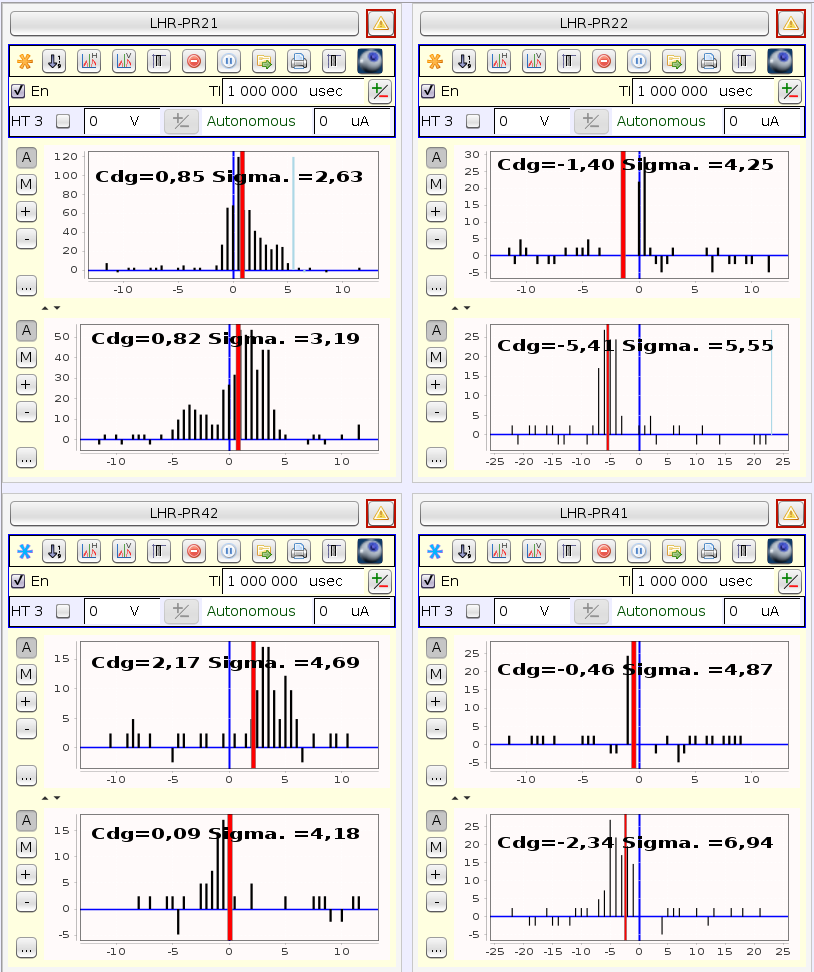 LHR-PR21
En TI 1 000 000 usec
HT 3 0 V Autonomous 0 uA
A
M
+
-
...
Cdg=0,85 Sigma. =2,63
120
100
80
60
40
20
0
-10 0 10
A
M
+
-
...
Cdg=0,82 Sigma. =3,19
50
40
30
20
10
0
-10 -5 0 5 10
LHR-PR22
En TI 1 000 000 usec
HT 3 0 V Autonomous 0 uA
A
M
+
-
...
Cdg=-1,40 Sigma. =4,25
30
25
20
15
10
5
0
-5
-10 0 10
A
M
+
-
...
Cdg=-5,41 Sigma. =5,55
25
20
15
10
5
0
-25 -20 -15 -10 -5 0 5 10 15 20 25
LHR-PR42
En TI 1 000 000 usec
HT 3 0 V Autonomous 0 uA
A
M
+
-
...
Cdg=2,17 Sigma. =4,69
15
10
5
0
-10 -5 0 5 10
A
M
+
-
...
Cdg=0,09 Sigma. =4,18
15
10
5
0
-5
-10 -5 0 5 10
LHR-PR41
En TI 1 000 000 usec
HT 3 0 V Autonomous 0 uA
A
M
+
-
...
Cdg=-0,46 Sigma. =4,87
25
20
15
10
5
0
-5
-10 0 10
A
M
+
-
...
Cdg=-2,34 Sigma. =6,94
25
20
15
10
5
0
-5
-25 -20 -15 -10 -5 0 5 10 15 20 25